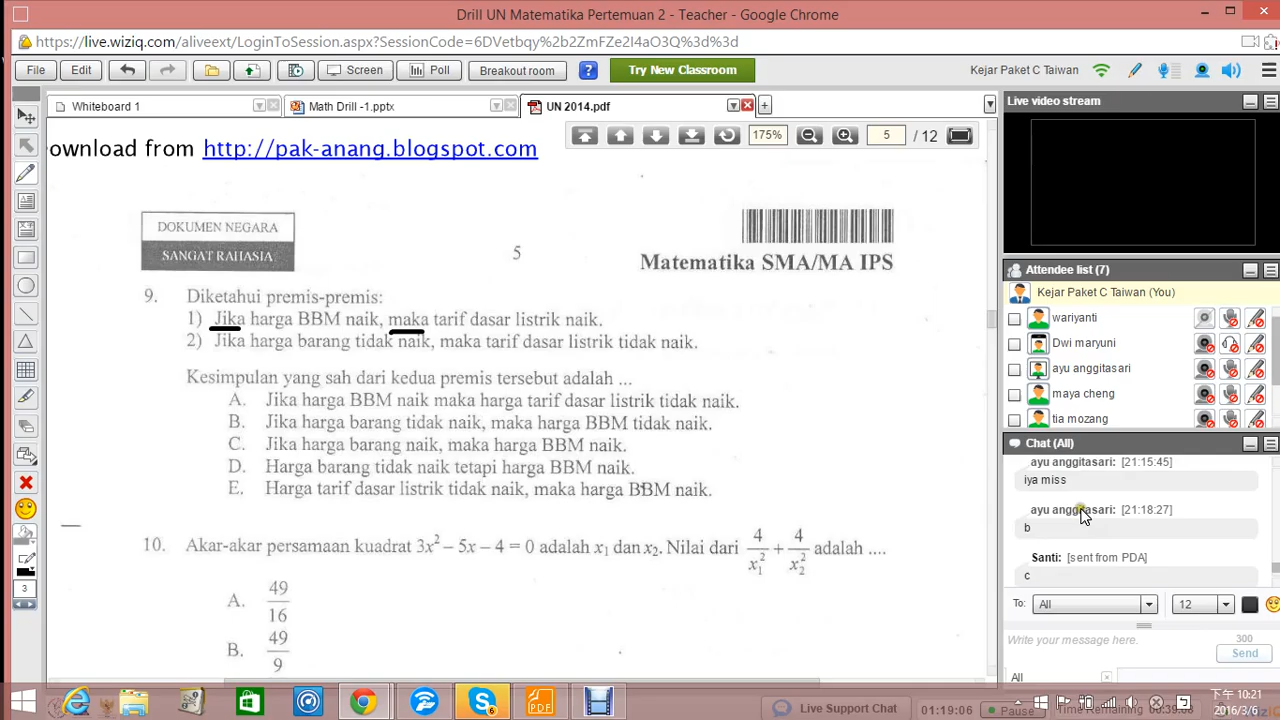 Drill UN Matematika Pertemuan 2 - Teacher - Google Chrome
https://live.wiziq.com/aliveext/LoginToSession.aspx?SessionCode=6DVetbqy%2b2ZmFZe2I4aO3Q%3d%3d
File Edit Screen Poll Breakout room ? Try New Classroom Kejar Paket C Taiwan
Whiteboard 1 Math Drill -1.pptx UN 2014.pdf
Live video stream
175% 5 / 12
ownload from http://pak-anang.blogspot.com
DOKUMEN NEGARA
SANGAT RAHASIA
5
Matematika SMA/MA IPS
9. Diketahui premis-premis:
1) Jika harga BBM naik, maka tarif dasar listrik naik.
2) Jika harga barang tidak naik, maka tarif dasar listrik tidak naik.
Kesimpulan yang sah dari kedua premis tersebut adalah ...
A. Jika harga BBM naik maka harga tarif dasar listrik tidak naik.
B. Jika harga barang tidak naik, maka harga BBM tidak naik.
C. Jika harga barang naik, maka harga BBM naik.
D. Harga barang tidak naik tetapi harga BBM naik.
E. Harga tarif dasar listrik tidak naik, maka harga BBM naik.
10. Akar-akar persamaan kuadrat 3x² – 5x – 4 = 0 adalah x₁ dan x₂. Nilai dari 4/x₁² + 4/x₂² adalah ....
A. 49/16
B. 49/9
Attendee list (7)
Kejar Paket C Taiwan (You)
wariyanti
Dwi maryuni
ayu anggitasari
maya cheng
tia mozang
Chat (All)
ayu anggitasari: [21:15:45]
iya miss
ayu anggitasari: [21:18:27]
b
Santi: [sent from PDA]
c
To: All 12
Write your message here. 300
Send
All
3
Live Support Chat
01:19:06 Pause Time Remaining
下午 10:21
2016/3/6